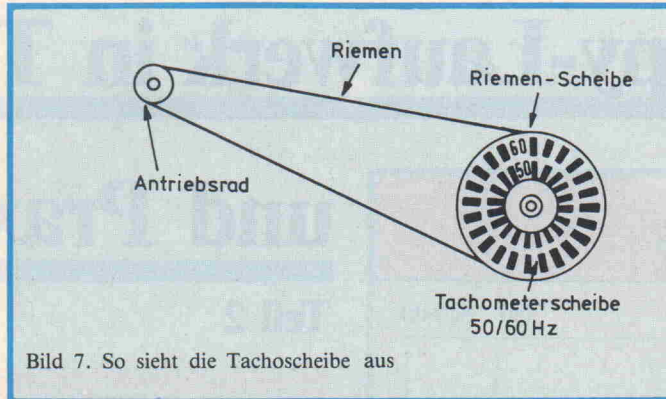 Riemen
Riemen-Scheibe
60
50
Antriebsrad
Tachometerscheibe
50/60 Hz
Bild 7. So sieht die Tachoscheibe aus